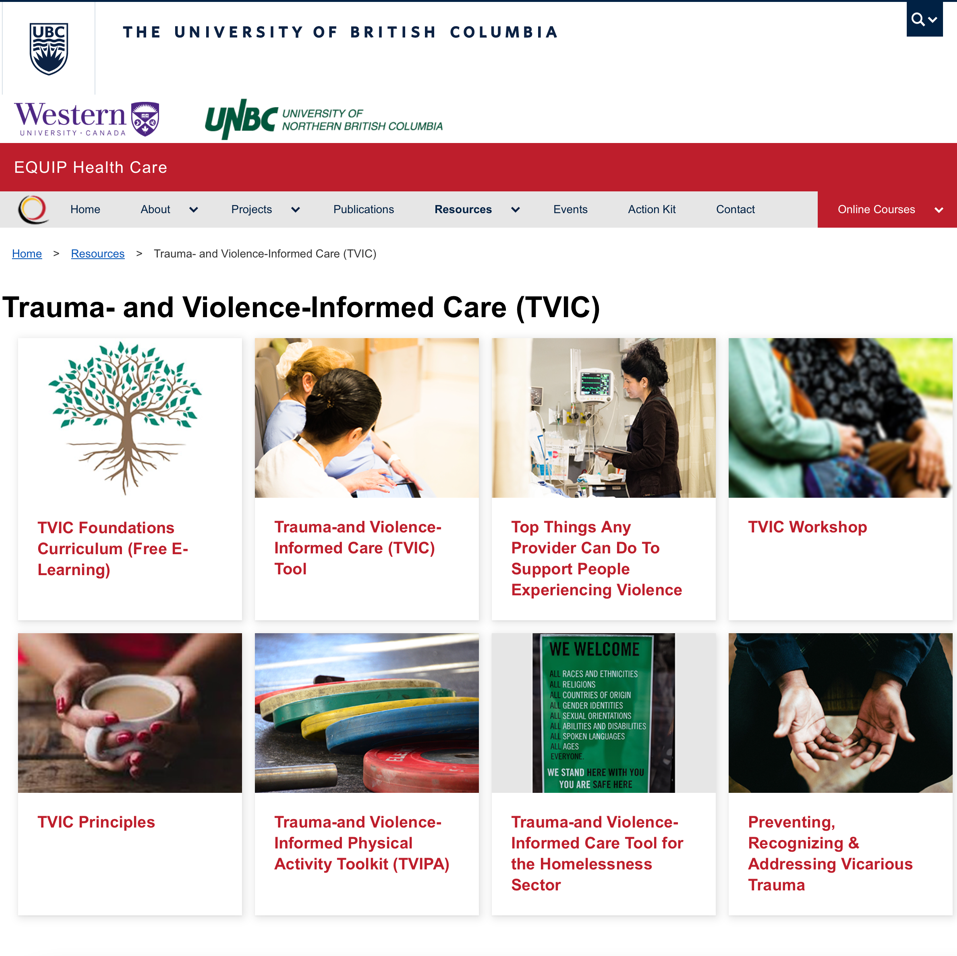 UBC
THE UNIVERSITY OF BRITISH COLUMBIA
Western
UNIVERSITY · CANADA
UNBC
UNIVERSITY OF
NORTHERN BRITISH COLUMBIA
EQUIP Health Care
Home About Projects Publications Resources Events Action Kit Contact Online Courses
Home > Resources > Trauma- and Violence-Informed Care (TVIC)
Trauma- and Violence-Informed Care (TVIC)
TVIC Foundations
Curriculum (Free E-
Learning)
Trauma-and Violence-
Informed Care (TVIC)
Tool
Top Things Any
Provider Can Do To
Support People
Experiencing Violence
TVIC Workshop
TVIC Principles
Trauma-and Violence-
Informed Physical
Activity Toolkit (TVIPA)
WE WELCOME
ALL RACES AND ETHNICITIES
ALL RELIGIONS
ALL COUNTRIES OF ORIGIN
ALL GENDER IDENTITIES
ALL SEXUAL ORIENTATIONS
ALL ABILITIES AND DISABILITIES
ALL SPOKEN LANGUAGES
ALL AGES
EVERYONE.
WE STAND HERE WITH YOU
YOU ARE SAFE HERE
Trauma-and Violence-
Informed Care Tool for
the Homelessness
Sector
Preventing,
Recognizing &
Addressing Vicarious
Trauma